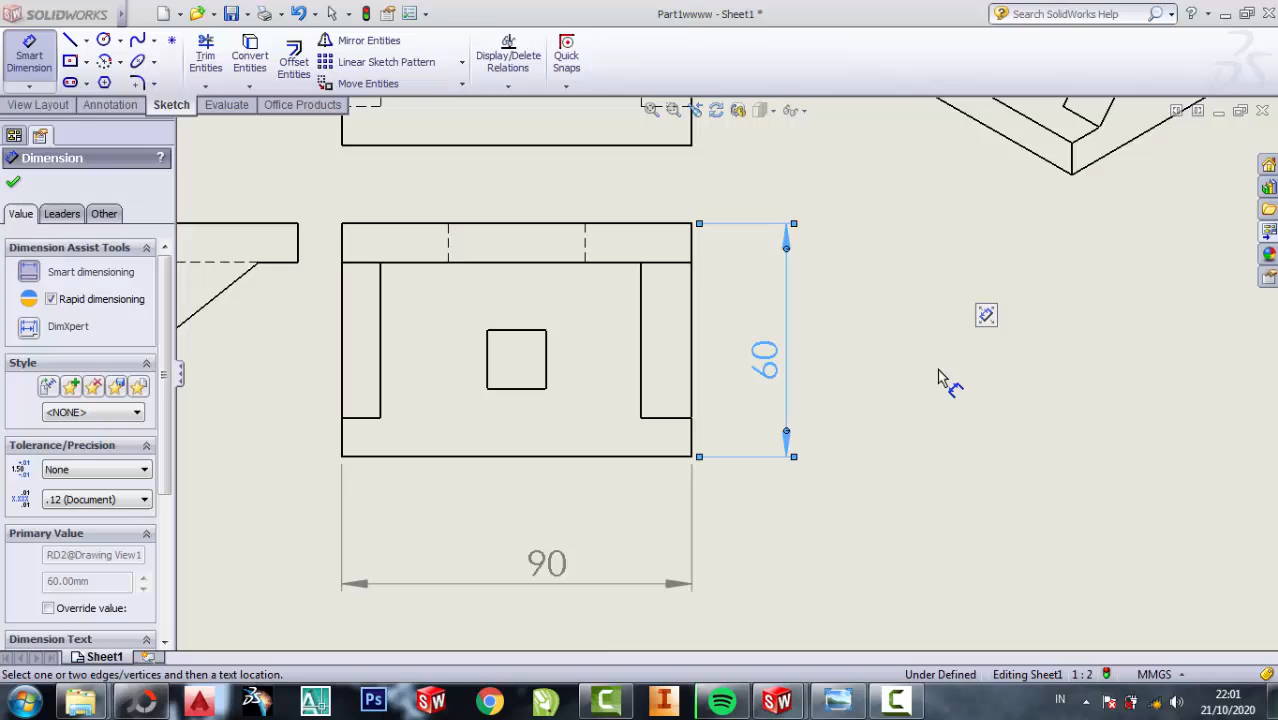 SOLIDWORKS
Part1wwww - Sheet1 *
Search SolidWorks Help
Smart Dimension
Trim Entities
Convert Entities
Offset Entities
Mirror Entities
Linear Sketch Pattern
Move Entities
Display/Delete Relations
Quick Snaps
View Layout
Annotation
Sketch
Evaluate
Office Products
Dimension
?
Value
Leaders
Other
Dimension Assist Tools
Smart dimensioning
Rapid dimensioning
DimXpert
Style
<NONE>
Tolerance/Precision
None
.12 (Document)
Primary Value
RD2@Drawing View1
60.00mm
Override value:
Dimension Text
60
90
Sheet1
Select one or two edges/vertices and then a text location.
Under Defined
Editing Sheet1
1 : 2
MMGS
IN
22:01
21/10/2020